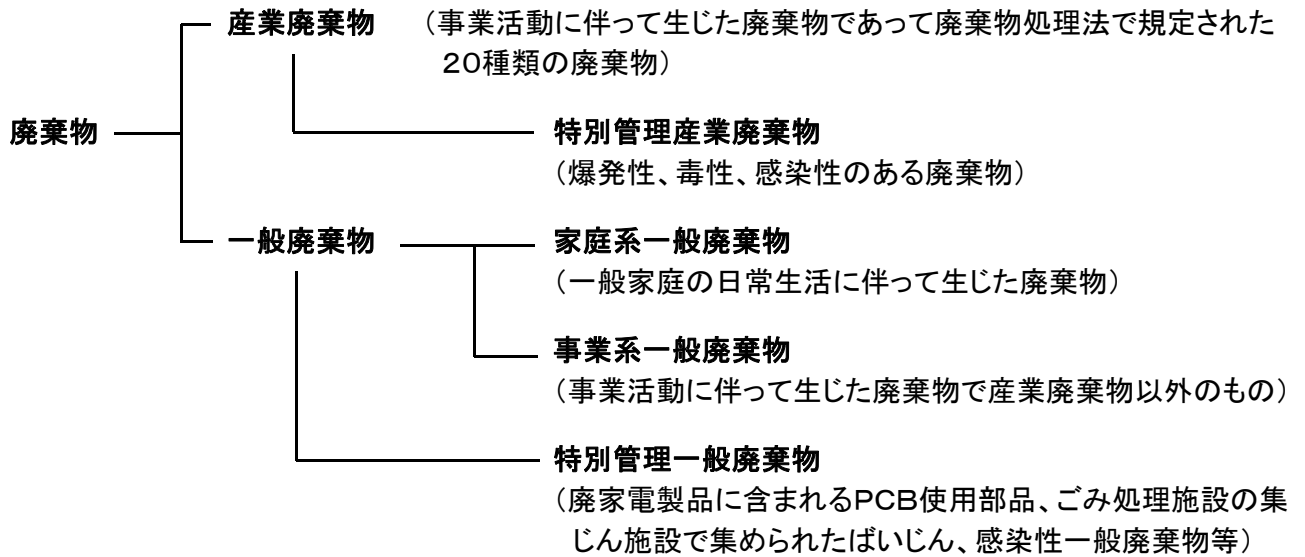 産業廃棄物 （事業活動に伴って生じた廃棄物であって廃棄物処理法で規定された
２０種類の廃棄物）
廃棄物
特別管理産業廃棄物
（爆発性、毒性、感染性のある廃棄物）
一般廃棄物
家庭系一般廃棄物
（一般家庭の日常生活に伴って生じた廃棄物）
事業系一般廃棄物
（事業活動に伴って生じた廃棄物で産業廃棄物以外のもの）
特別管理一般廃棄物
（廃家電製品に含まれるＰＣＢ使用部品、ごみ処理施設の集
じん施設で集められたばいじん、感染性一般廃棄物等）